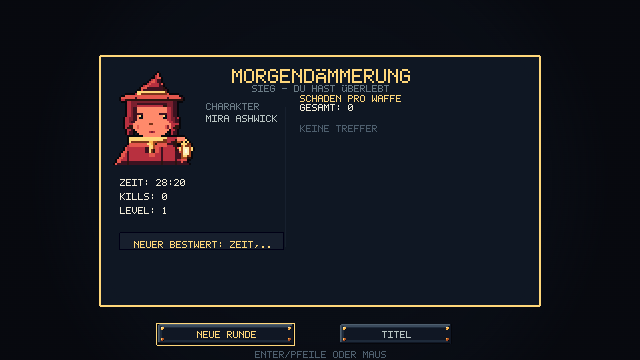 MORGENDÄMMERUNG
SIEG - DU HAST ÜBERLEBT
CHARAKTER
MIRA ASHWICK
SCHADEN PRO WAFFE
GESAMT: 0
KEINE TREFFER
ZEIT: 28:20
KILLS: 0
LEVEL: 1
NEUER BESTWERT: ZEIT,..
NEUE RUNDE
TITEL
ENTER/PFEILE ODER MAUS